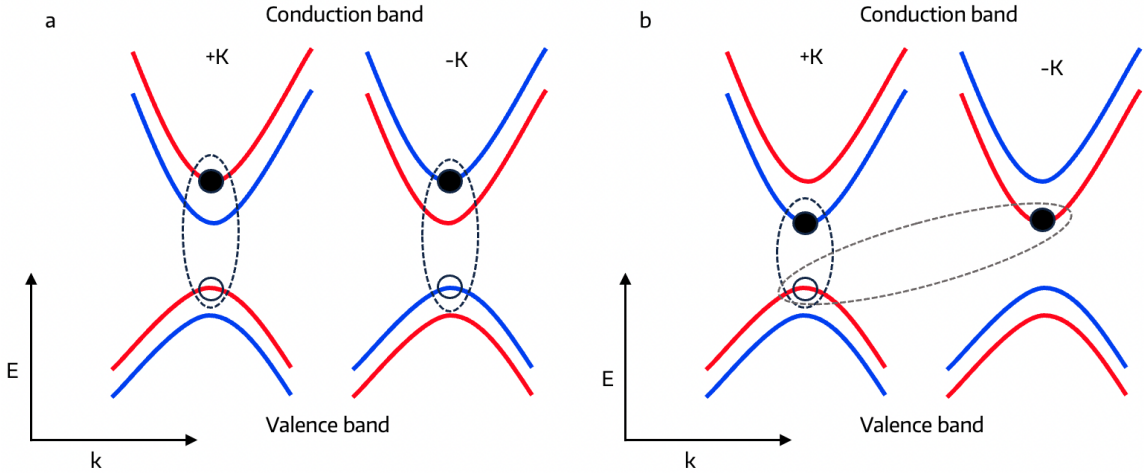 a
Conduction band
+K
-K
E
Valence band
k
b
Conduction band
+K
-K
E
Valence band
k